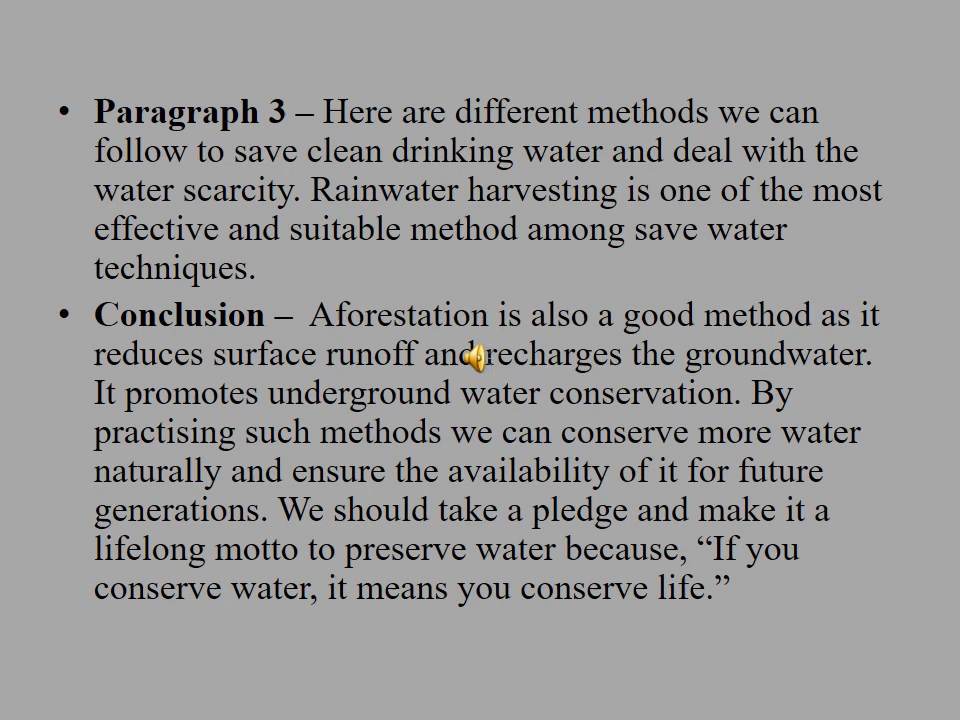 • Paragraph 3 – Here are different methods we can
follow to save clean drinking water and deal with the
water scarcity. Rainwater harvesting is one of the most
effective and suitable method among save water
techniques.
• Conclusion – Aforestation is also a good method as it
reduces surface runoff and recharges the groundwater.
It promotes underground water conservation. By
practising such methods we can conserve more water
naturally and ensure the availability of it for future
generations. We should take a pledge and make it a
lifelong motto to preserve water because, “If you
conserve water, it means you conserve life.”